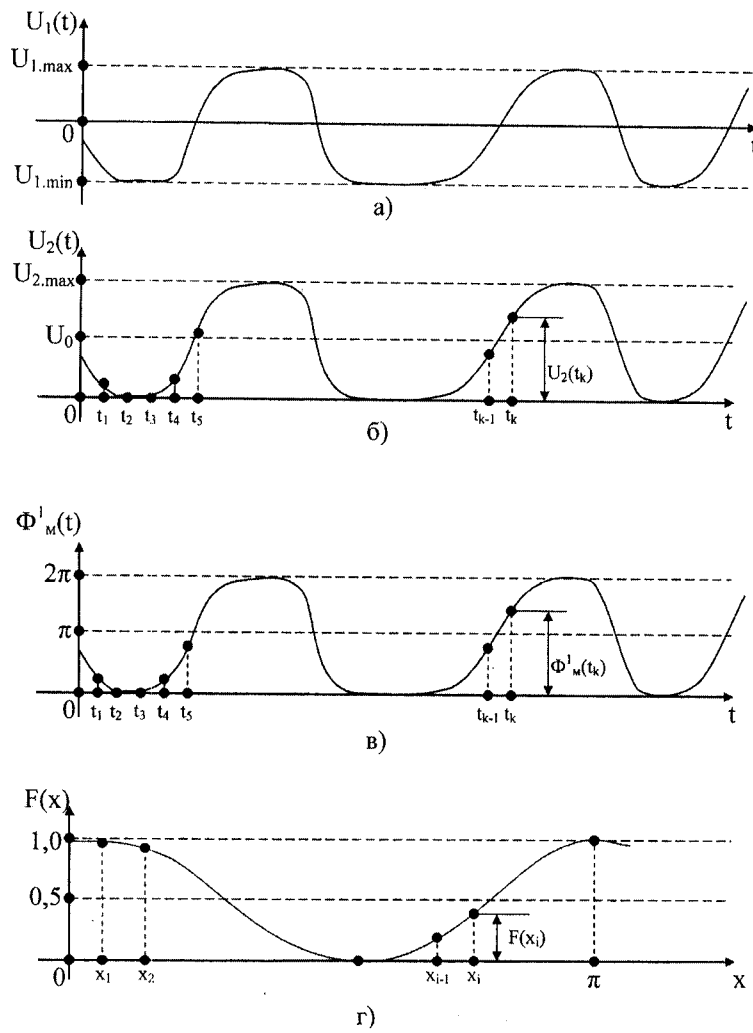 U₁(t)
U₁.max
0
U₁.min
t
а)
U₂(t)
U₂.max
U₀
U₂(tₖ)
0
t₁ t₂ t₃ t₄ t₅ tₖ₋₁ tₖ t
б)
Φ¹ₘ(t)
2π
π
Φ¹ₘ(tₖ)
0
t₁ t₂ t₃ t₄ t₅ tₖ₋₁ tₖ t
в)
F(x)
1,0
0,5
F(xᵢ)
0 x₁ x₂ xᵢ₋₁ xᵢ π x
г)